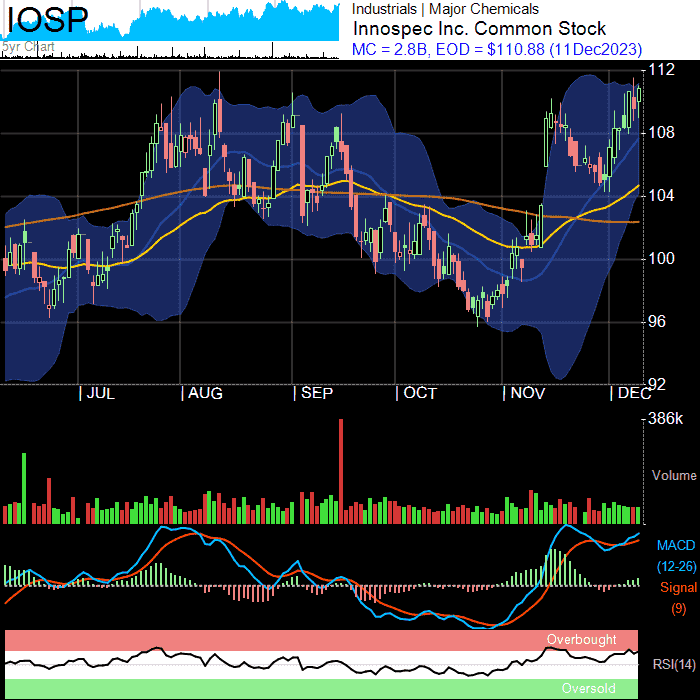 IOSP
5yr Chart
Industrials | Major Chemicals
Innospec Inc. Common Stock
MC = 2.8B, EOD = $110.88 (11Dec2023)
112
108
104
100
96
92
| JUL
| AUG
| SEP
| OCT
| NOV
| DEC
386k
Volume
MACD
(12-26)
Signal
(9)
Overbought
RSI(14)
Oversold